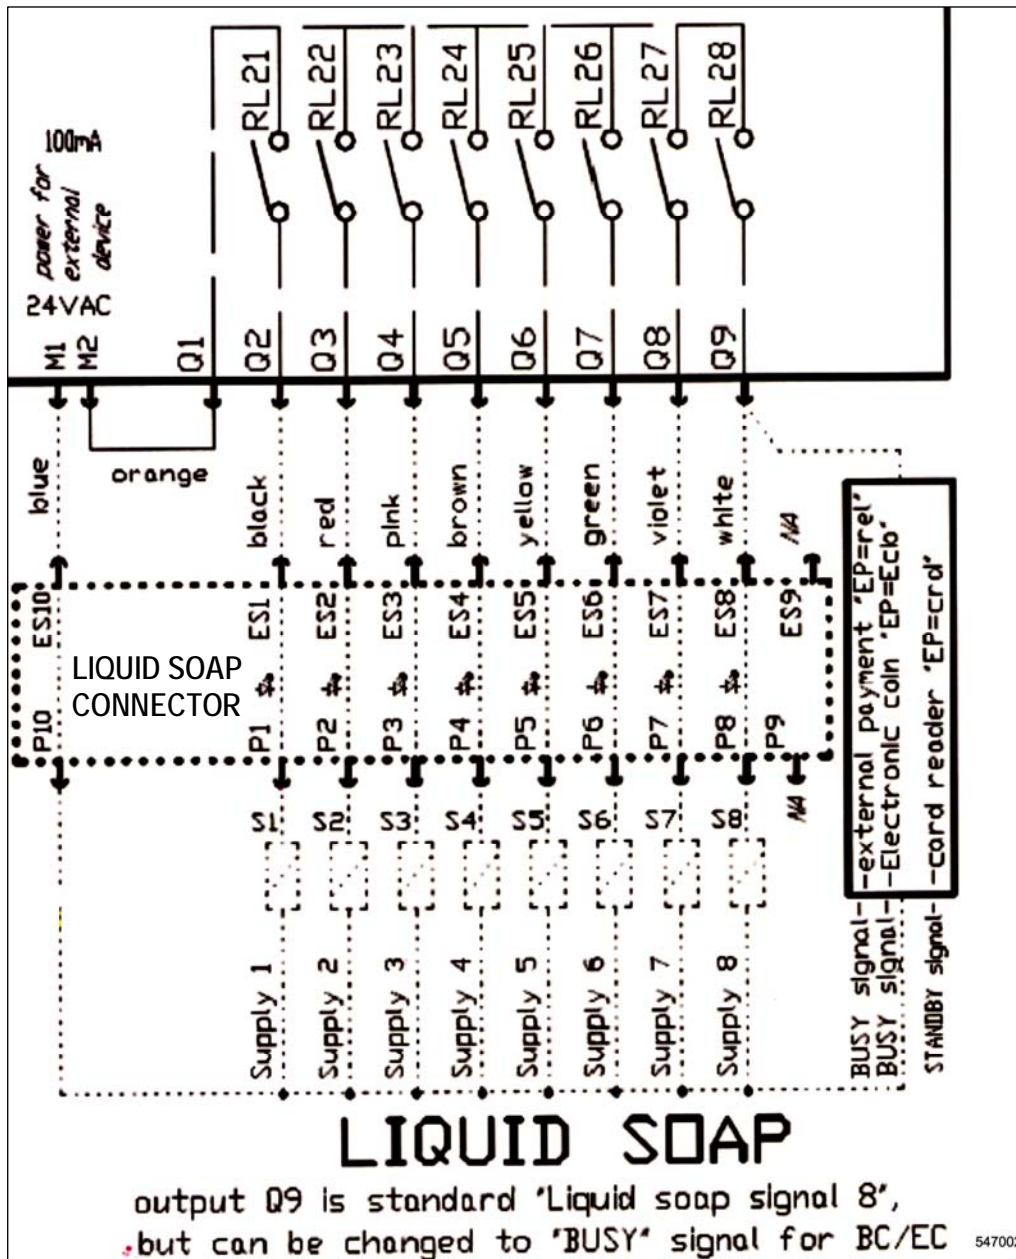 RL21 RL22 RL23 RL24 RL25 RL26 RL27 RL28
100mA
power for
external
device
24VAC
M1 M2 Q1 Q2 Q3 Q4 Q5 Q6 Q7 Q8 Q9
orange
blue black red pink brown yellow green violet white NA
ES10 ES1 ES2 ES3 ES4 ES5 ES6 ES7 ES8 ES9
LIQUID SOAP
CONNECTOR
P10 P1 P2 P3 P4 P5 P6 P7 P8 P9
NA
S1 S2 S3 S4 S5 S6 S7 S8
Supply 1 Supply 2 Supply 3 Supply 4 Supply 5 Supply 6 Supply 7 Supply 8
BUSY signal--external payment "EP=rel"
BUSY signal--Electronic coin "EP=Ecb"
STANDBY signal--card reader "EP=crd"
LIQUID SOAP
output Q9 is standard "Liquid soap signal 8",
but can be changed to "BUSY" signal for BC/EC